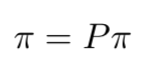 π = Pπ